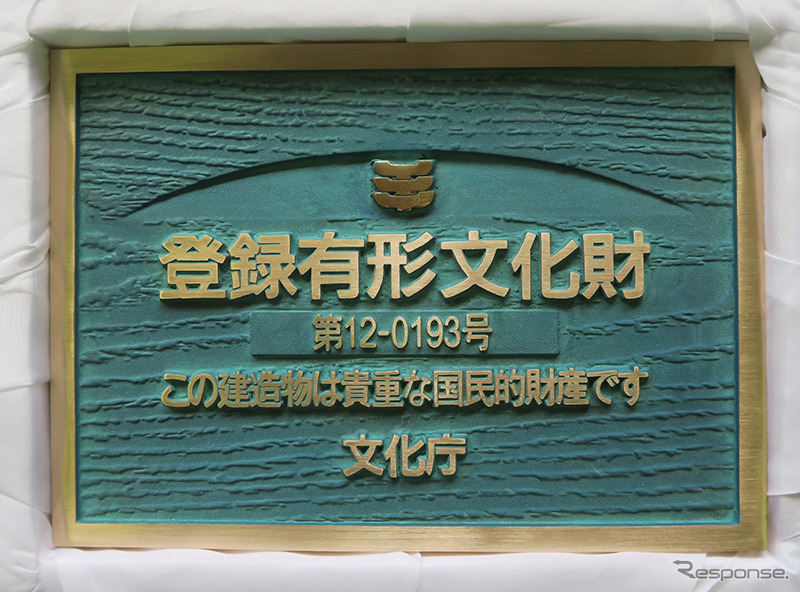 登録有形文化財
第12-0193号
この建造物は貴重な国民的財産です
文化庁
Response.